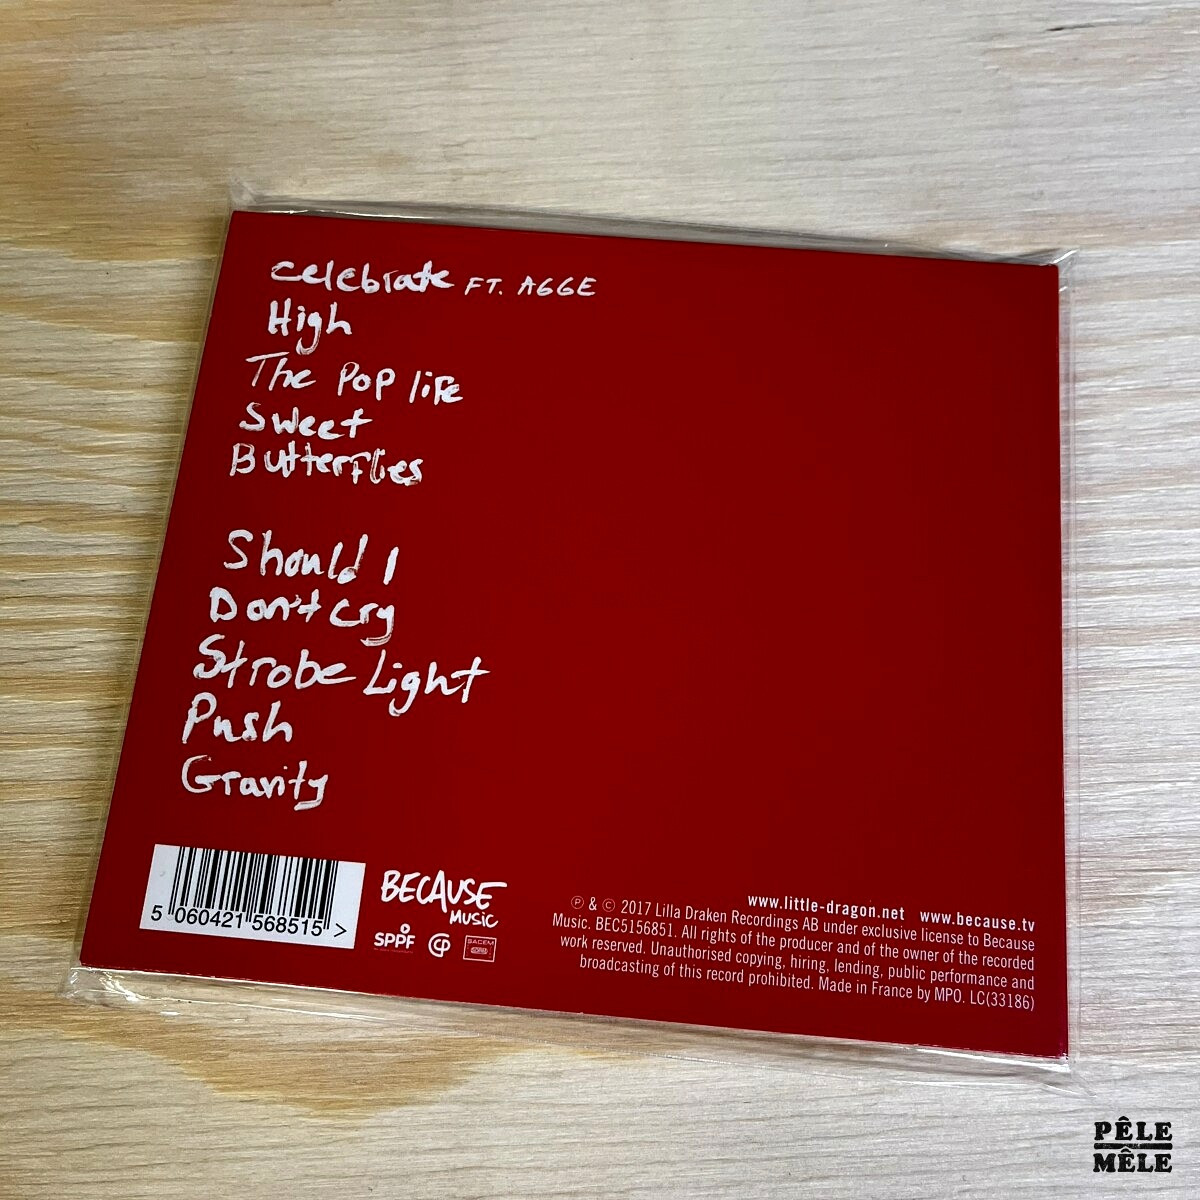 Celebrate FT. AGGE
High
The Pop life
Sweet
Butterflies
Should I
Don't cry
Strobe Light
Push
Gravity
5 060421 568515 >
BECAUSE
MUSIC
SPPF
SACEM
www.little-dragon.net www.because.tv
℗ & © 2017 Lilla Draken Recordings AB under exclusive license to Because
Music. BEC5156851. All rights of the producer and of the owner of the recorded
work reserved. Unauthorised copying, hiring, lending, public performance and
broadcasting of this record prohibited. Made in France by MPO. LC(33186)
PÊLE
MÊLE